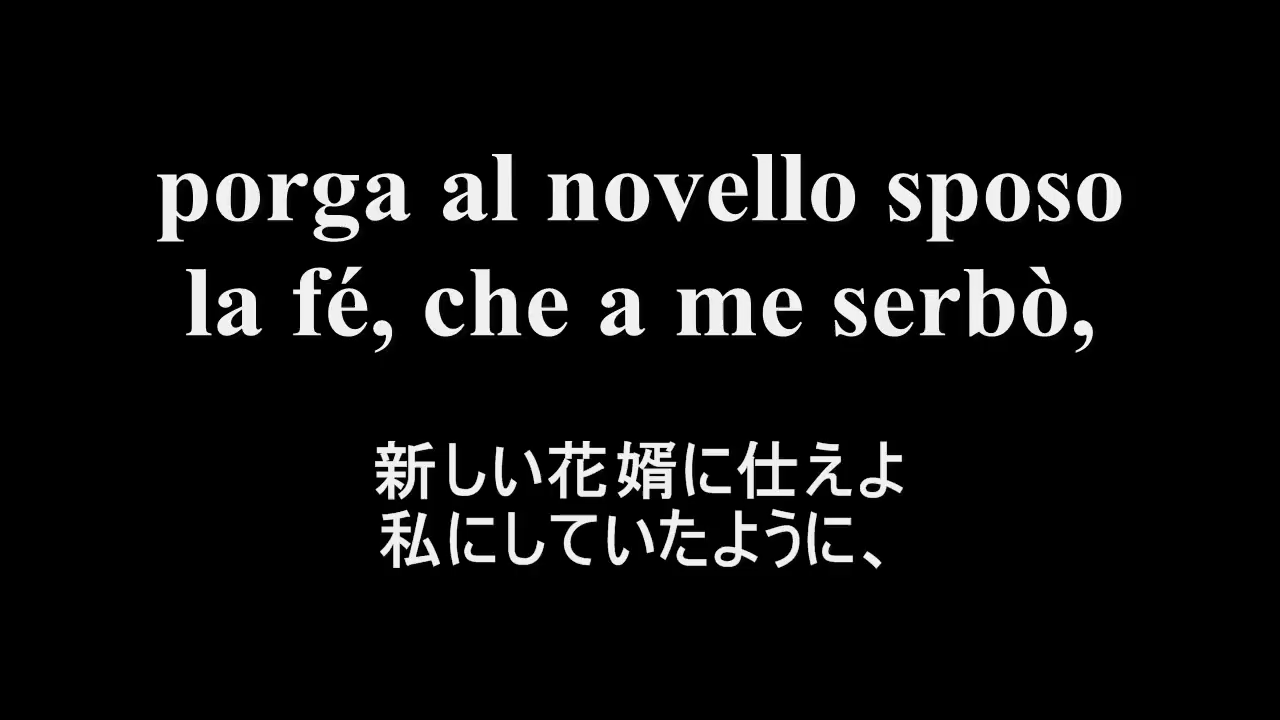 porga al novello sposo
la fé, che a me serbò,
新しい花婿に仕えよ
私にしていたように、